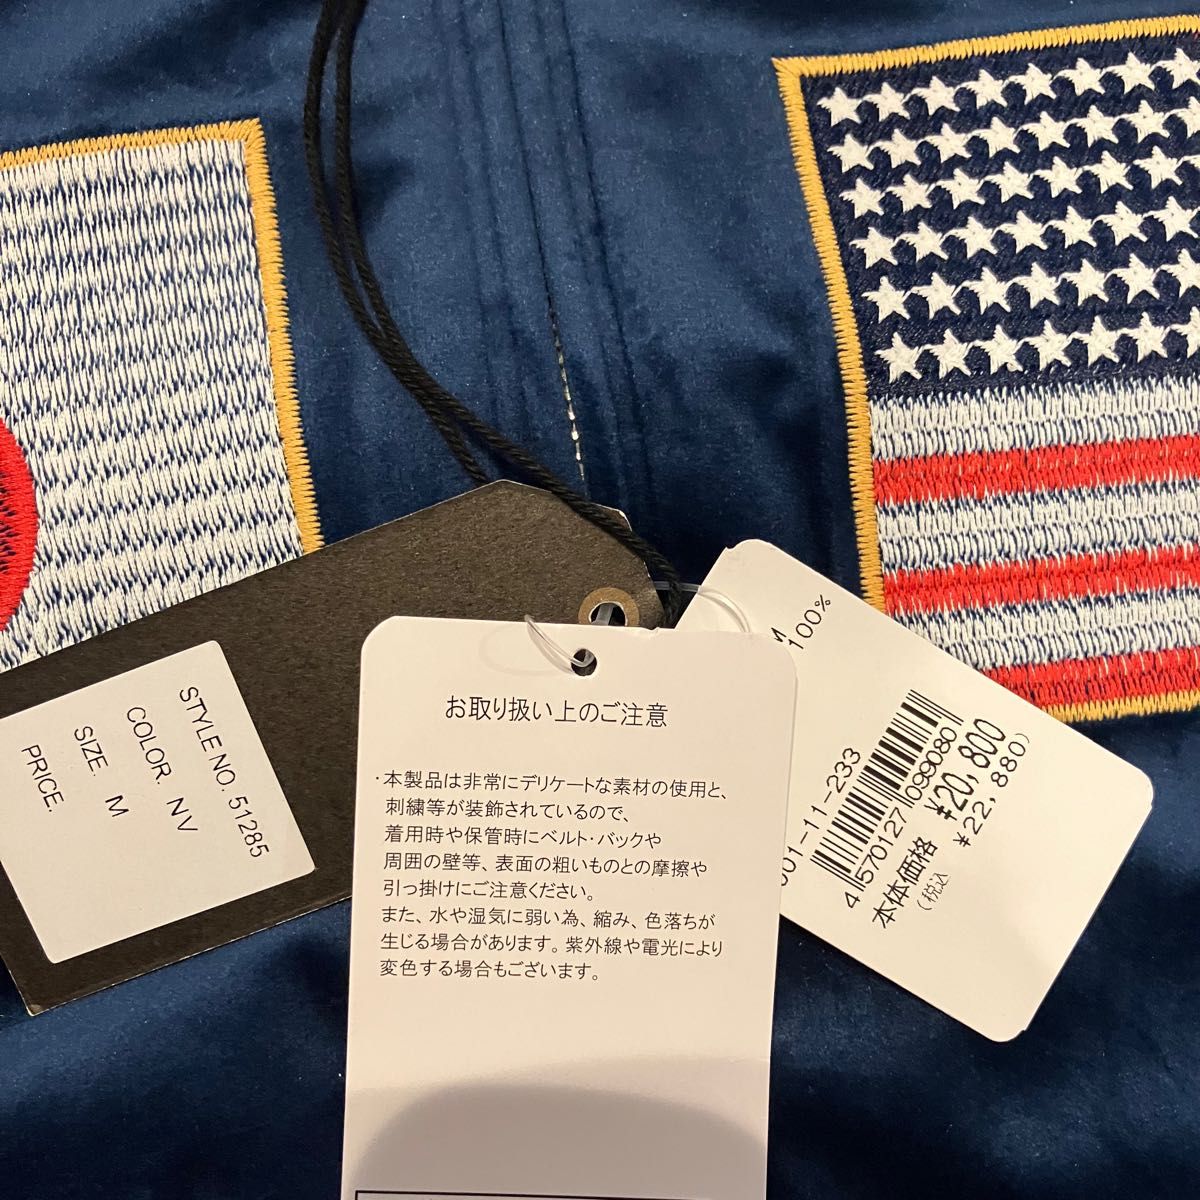 STYLE NO. 51285
COLOR. NV
SIZE. M
PRICE.
お取り扱い上のご注意
・本製品は非常にデリケートな素材の使用と、
刺繍等が装飾されているので、
着用時や保管時にベルト・バックや
周囲の壁等、表面の粗いものとの摩擦や
引っ掛けにご注意ください。
また、水や湿気に弱い為、縮み、色落ちが
生じる場合があります。紫外線や電光により
変色する場合もございます。
M
100%
001-11-233
4570127099080
本体価格 ¥20,800
(税込 ¥22,880)